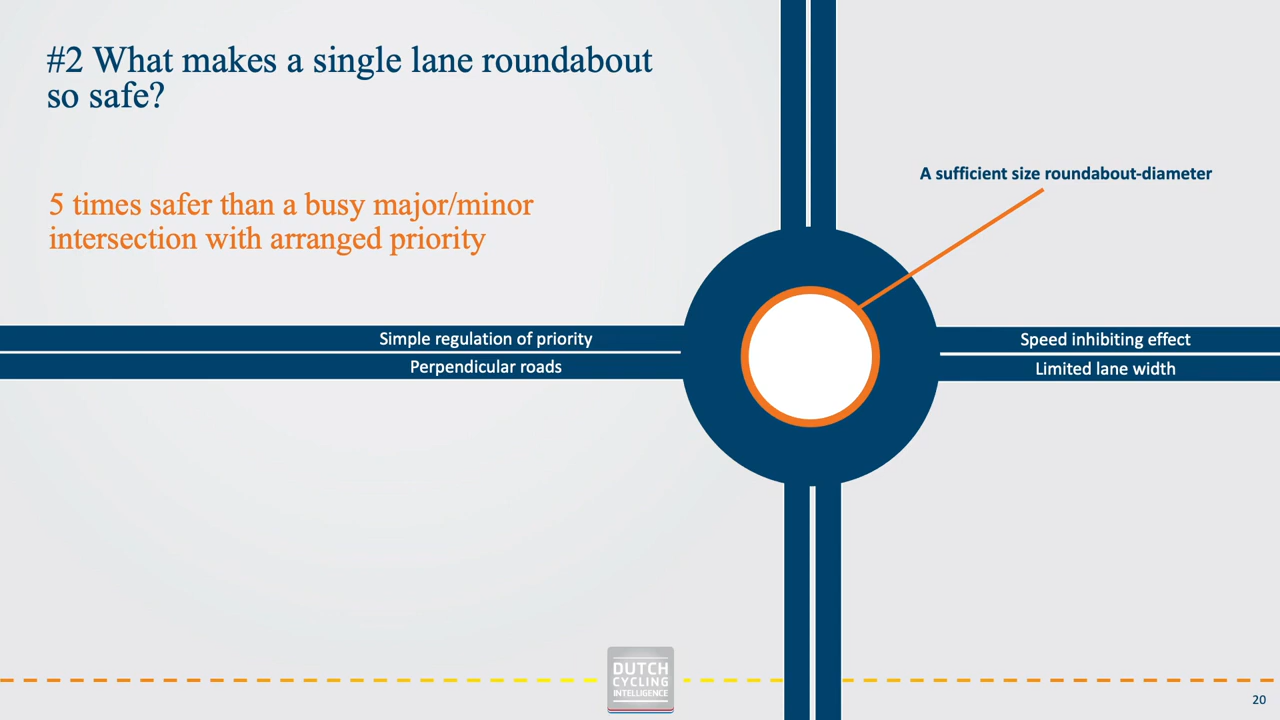 #2 What makes a single lane roundabout
so safe?
5 times safer than a busy major/minor
intersection with arranged priority
A sufficient size roundabout-diameter
Simple regulation of priority
Perpendicular roads
Speed inhibiting effect
Limited lane width
DUTCH
CYCLING
INTELLIGENCE
20